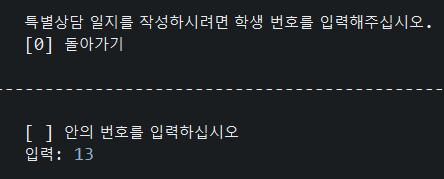 특별상담 일지를 작성하시려면 학생 번호를 입력해주십시오.
[0] 돌아가기
------------------------------------------------
[ ] 안의 번호를 입력하십시오
입력: 13